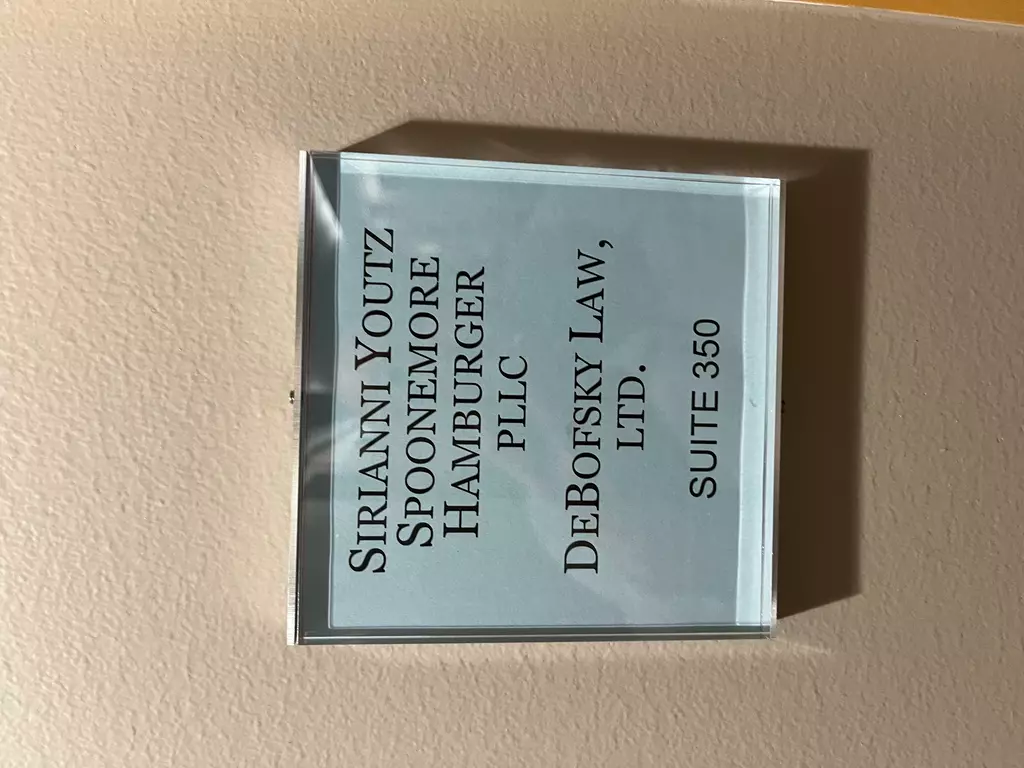 SIRIANNI YOUTZ
SPOONEMORE
HAMBURGER
PLLC
DEBOFSKY LAW,
LTD.
SUITE 350